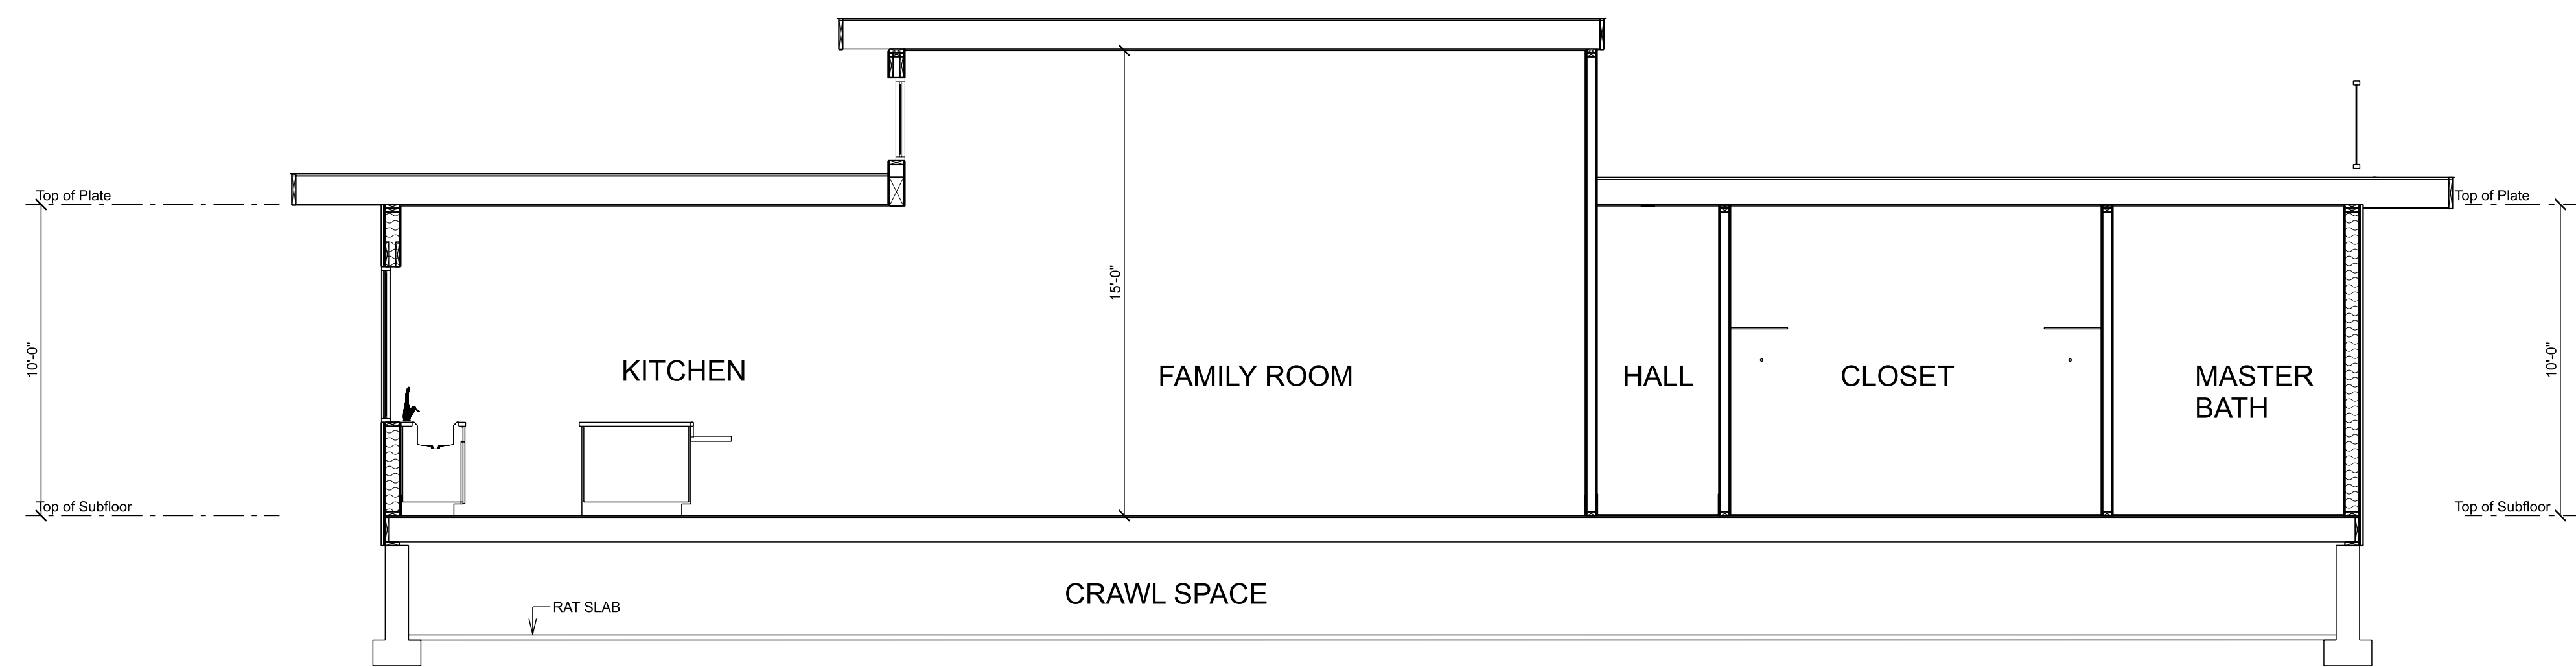 Top of Plate
Top of Plate
10'-0"
15'-0"
10'-0"
KITCHEN
FAMILY ROOM
HALL
CLOSET
MASTER
BATH
Top of Subfloor
Top of Subfloor
CRAWL SPACE
RAT SLAB